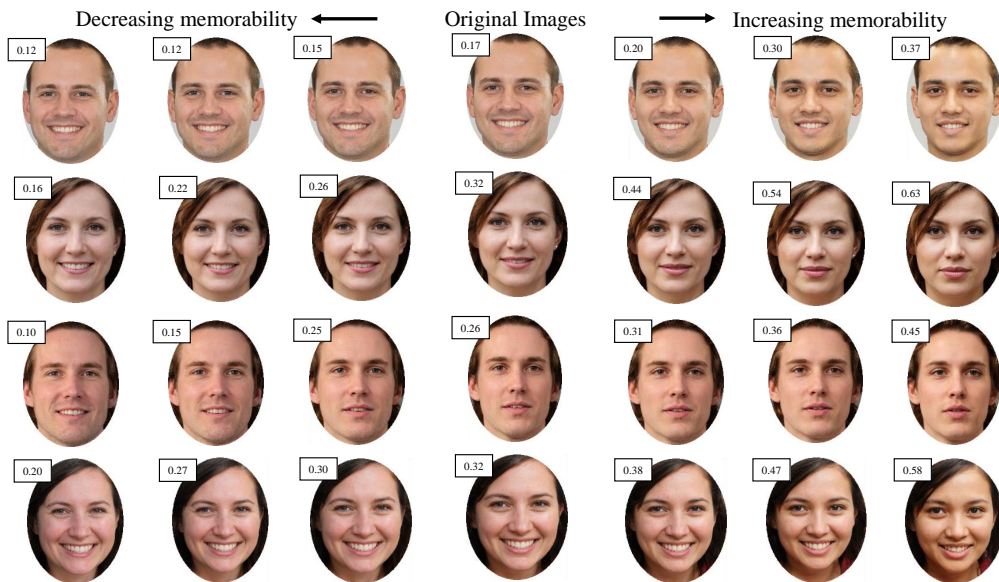 Decreasing memorability Original Images Increasing memorability
0.12 0.12 0.15 0.17 0.20 0.30 0.37
0.16 0.22 0.26 0.32 0.44 0.54 0.63
0.10 0.15 0.25 0.26 0.31 0.36 0.45
0.20 0.27 0.30 0.32 0.38 0.47 0.58